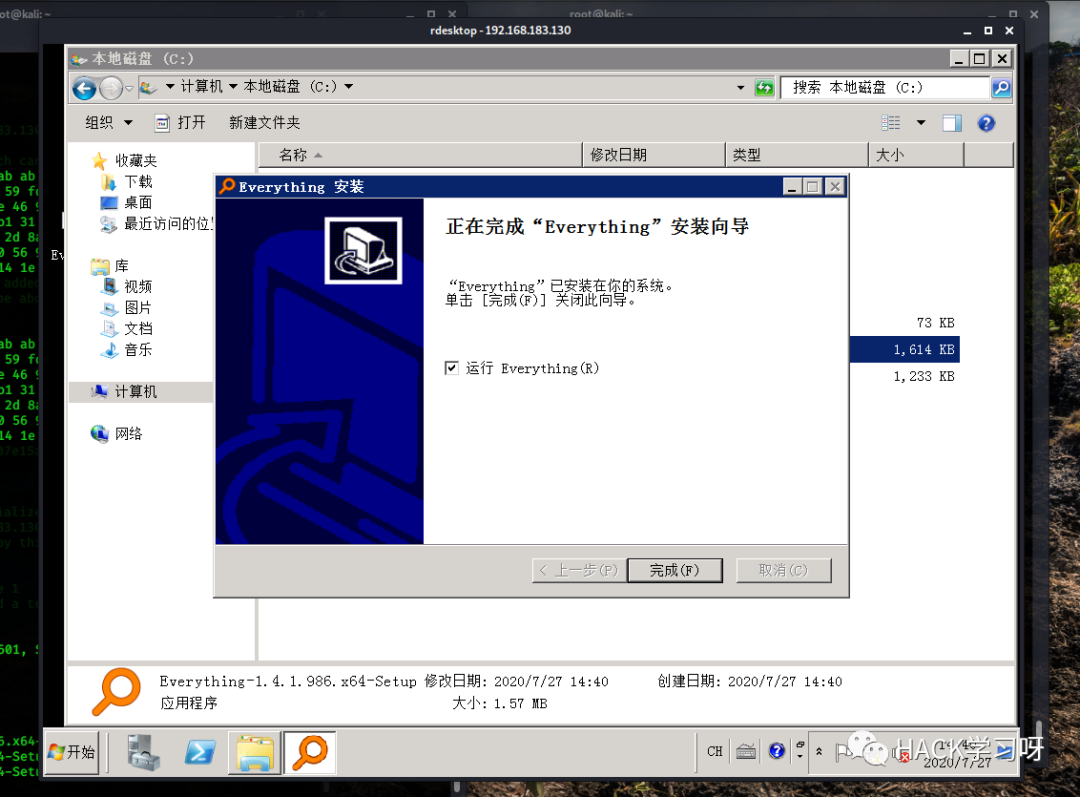 root@kali: ~
rdesktop - 192.168.183.130
本地磁盘 (C:)
计算机 本地磁盘 (C:)
搜索 本地磁盘 (C:)
组织 打开 新建文件夹
名称 修改日期 类型 大小
收藏夹
下载
桌面
最近访问的位
库
视频
图片
文档
音乐
计算机
网络
Everything 安装
正在完成“Everything”安装向导
“Everything”已安装在你的系统。
单击 [完成(F)] 关闭此向导。
运行 Everything(R)
< 上一步(P) 完成(F) 取消(C)
73 KB
1,614 KB
1,233 KB
Everything-1.4.1.986.x64-Setup 修改日期: 2020/7/27 14:40 创建日期: 2020/7/27 14:40
应用程序 大小: 1.57 MB
开始
CH
HACK学习呀
2020/7/27